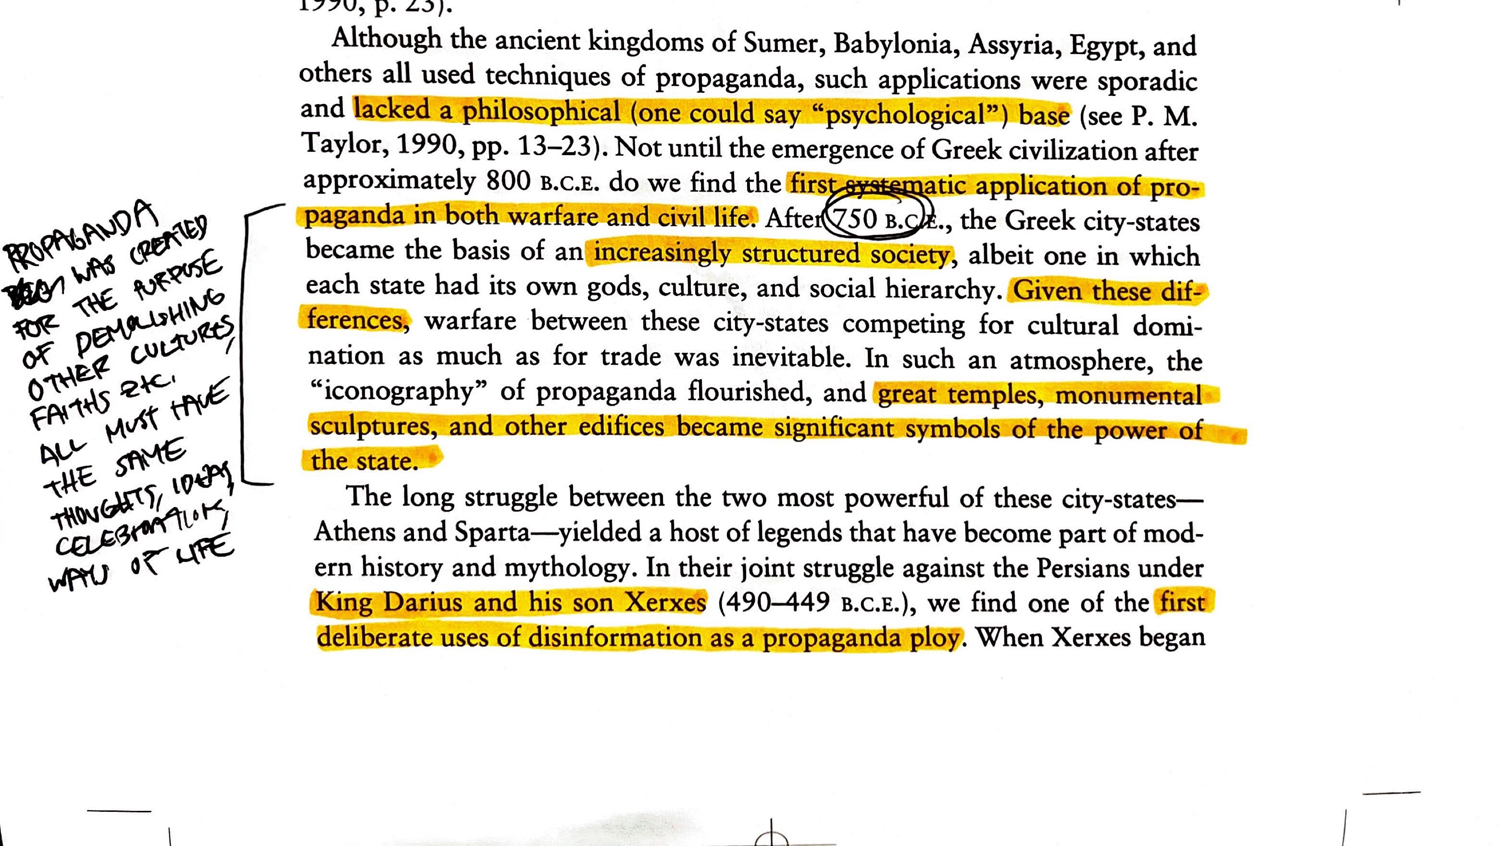 1990, p. 23).
Although the ancient kingdoms of Sumer, Babylonia, Assyria, Egypt, and
others all used techniques of propaganda, such applications were sporadic
and lacked a philosophical (one could say “psychological”) base (see P. M.
Taylor, 1990, pp. 13–23). Not until the emergence of Greek civilization after
approximately 800 B.C.E. do we find the first systematic application of pro-
paganda in both warfare and civil life. After 750 B.C.E., the Greek city-states
became the basis of an increasingly structured society, albeit one in which
each state had its own gods, culture, and social hierarchy. Given these dif-
ferences, warfare between these city-states competing for cultural domi-
nation as much as for trade was inevitable. In such an atmosphere, the
“iconography” of propaganda flourished, and great temples, monumental
sculptures, and other edifices became significant symbols of the power of
the state.
The long struggle between the two most powerful of these city-states—
Athens and Sparta—yielded a host of legends that have become part of mod-
ern history and mythology. In their joint struggle against the Persians under
King Darius and his son Xerxes (490–449 B.C.E.), we find one of the first
deliberate uses of disinformation as a propaganda ploy. When Xerxes began
PROPAGANDA
WAS CREATED
FOR THE PURPOSE
OF DEMOLISHING
OTHER CULTURES,
FAITHS ETC.
ALL MUST HAVE
THE SAME
THOUGHTS, IDEAS,
CELEBRATIONS,
WAYS OF LIFE